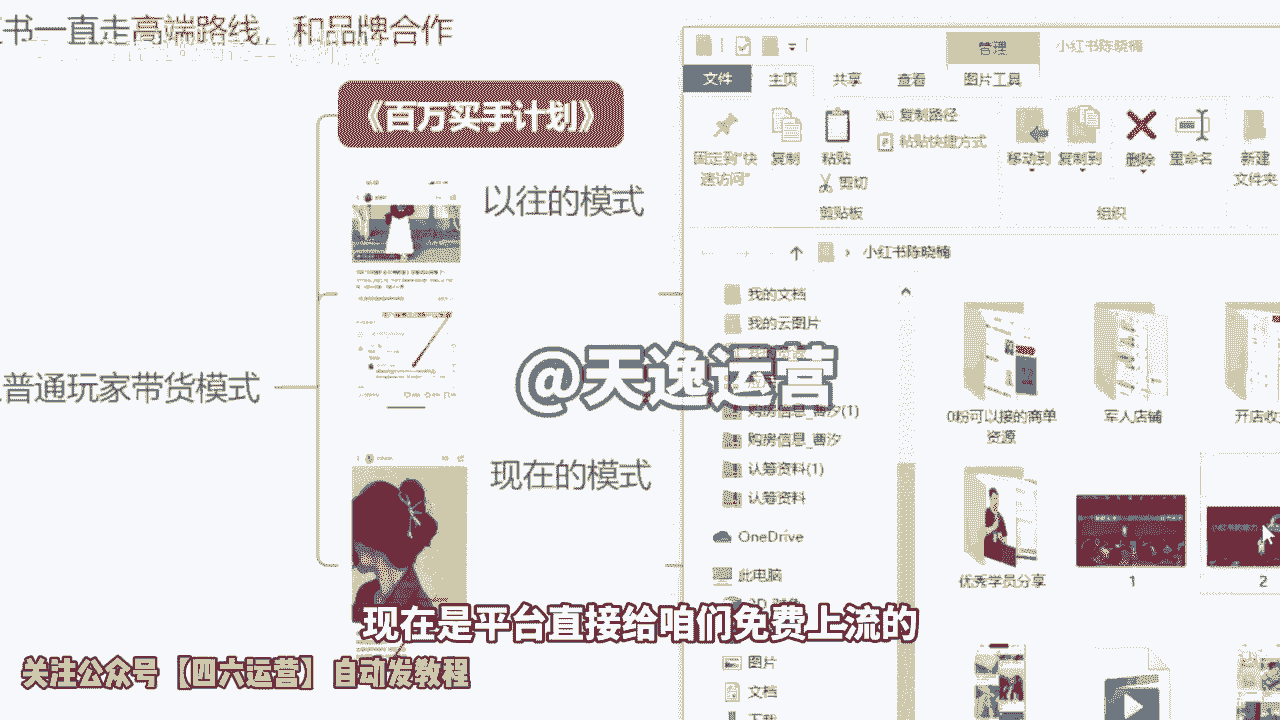 书一直走高端路线，和品牌合作
《百万买手计划》
以往的模式
普通玩家带货模式
现在的模式
管理
小红书陈晓楠
文件
主页
共享
查看
图片工具
固定到"快
速访问"
复制
粘贴
复制路径
粘贴快捷方式
剪切
剪贴板
移动到
复制到
删除
重命名
新建
文件夹
组织
小红书陈晓楠
我的文档
我的云图片
@天逸运营
购房信息_曹汐(1)
购房信息_曹汐
认筹资料(1)
认筹资料
OneDrive
此电脑
图片
文档
0粉可以接的商单
资源
军人店铺
开店收
优秀学员分享
1
2
现在是平台直接给咱们免费上流的
关注公众号【四六运营】自动发教程